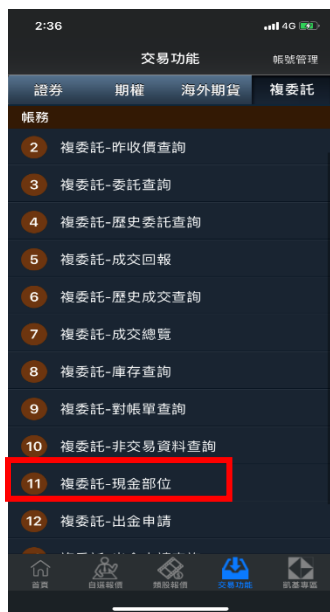 2:36
4G
交易功能
帳號管理
證券 期權 海外期貨 複委託
帳務
2 複委託-昨收價查詢
3 複委託-委託查詢
4 複委託-歷史委託查詢
5 複委託-成交回報
6 複委託-歷史成交查詢
7 複委託-成交總覽
8 複委託-庫存查詢
9 複委託-對帳單查詢
10 複委託-非交易資料查詢
11 複委託-現金部位
12 複委託-出金申請
首頁 自選報價 類股報價 交易功能 凱基專區